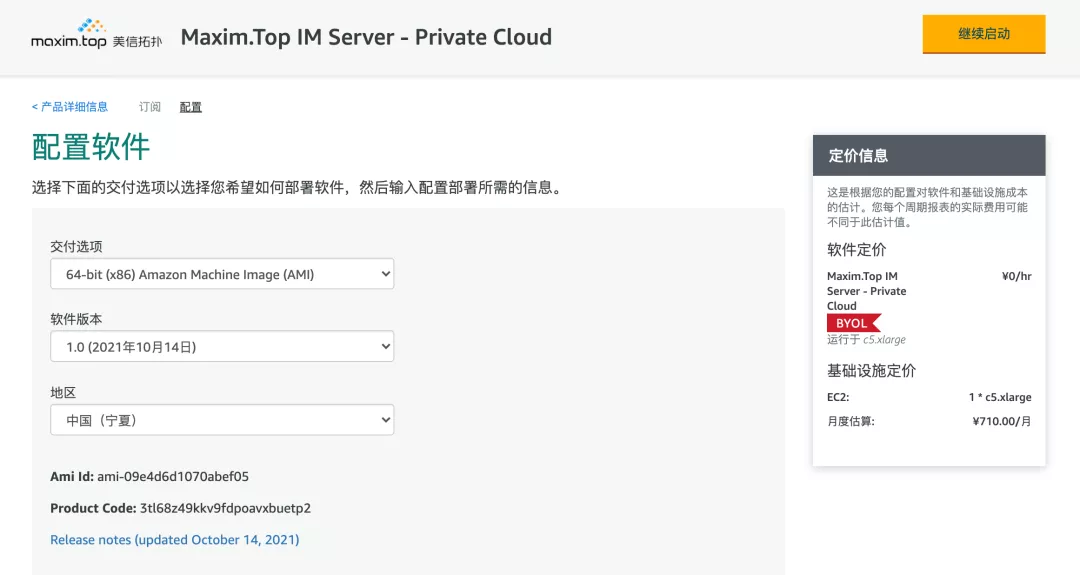 maxim.top 美信拓扑
Maxim.Top IM Server - Private Cloud
继续启动
< 产品详细信息 订阅 配置
配置软件
选择下面的交付选项以选择您希望如何部署软件，然后输入配置部署所需的信息。
交付选项
64-bit (x86) Amazon Machine Image (AMI)
软件版本
1.0 (2021年10月14日)
地区
中国（宁夏）
Ami Id: ami-09e4d6d1070abef05
Product Code: 3tl68z49kkv9fdpoavxbuetp2
Release notes (updated October 14, 2021)
定价信息
这是根据您的配置对软件和基础设施成本
的估计。您每个周期报表的实际费用可能
不同于此估计值。
软件定价
Maxim.Top IM ¥0/hr
Server - Private
Cloud
BYOL
运行于 c5.xlarge
基础设施定价
EC2: 1 * c5.xlarge
月度估算: ¥710.00/月